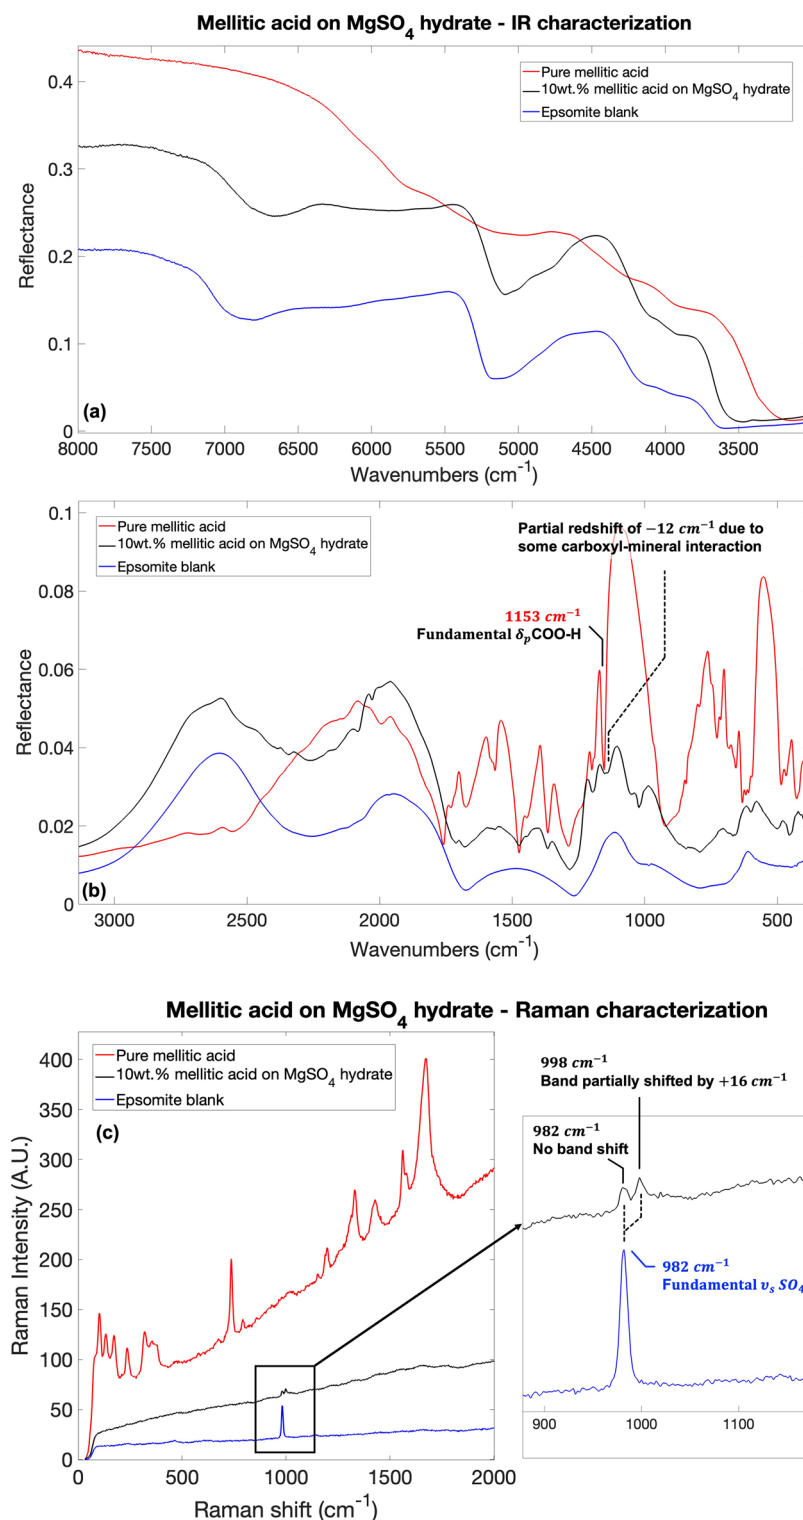 Mellitic acid on MgSO4 hydrate - IR characterization
Pure mellitic acid
10wt.% mellitic acid on MgSO4 hydrate
Epsomite blank
0.4
0.3
0.2
0.1
0
Reflectance
(a)
8000 7500 7000 6500 6000 5500 5000 4500 4000 3500
Wavenumbers (cm-1)
0.1
0.08
0.06
0.04
0.02
0
Reflectance
Pure mellitic acid
10wt.% mellitic acid on MgSO4 hydrate
Epsomite blank
Partial redshift of −12 cm−1 due to
some carboxyl-mineral interaction
1153 cm−1
Fundamental δpCOO-H
(b)
3000 2500 2000 1500 1000 500
Wavenumbers (cm-1)
Mellitic acid on MgSO4 hydrate - Raman characterization
400
350
300
250
200
150
100
50
0
Raman Intensity (A.U.)
Pure mellitic acid
10wt.% mellitic acid on MgSO4 hydrate
Epsomite blank
(c)
0 500 1000 1500 2000
Raman shift (cm-1)
998 cm−1
Band partially shifted by +16 cm−1
982 cm−1
No band shift
982 cm−1
Fundamental υs SO4
900 1000 1100